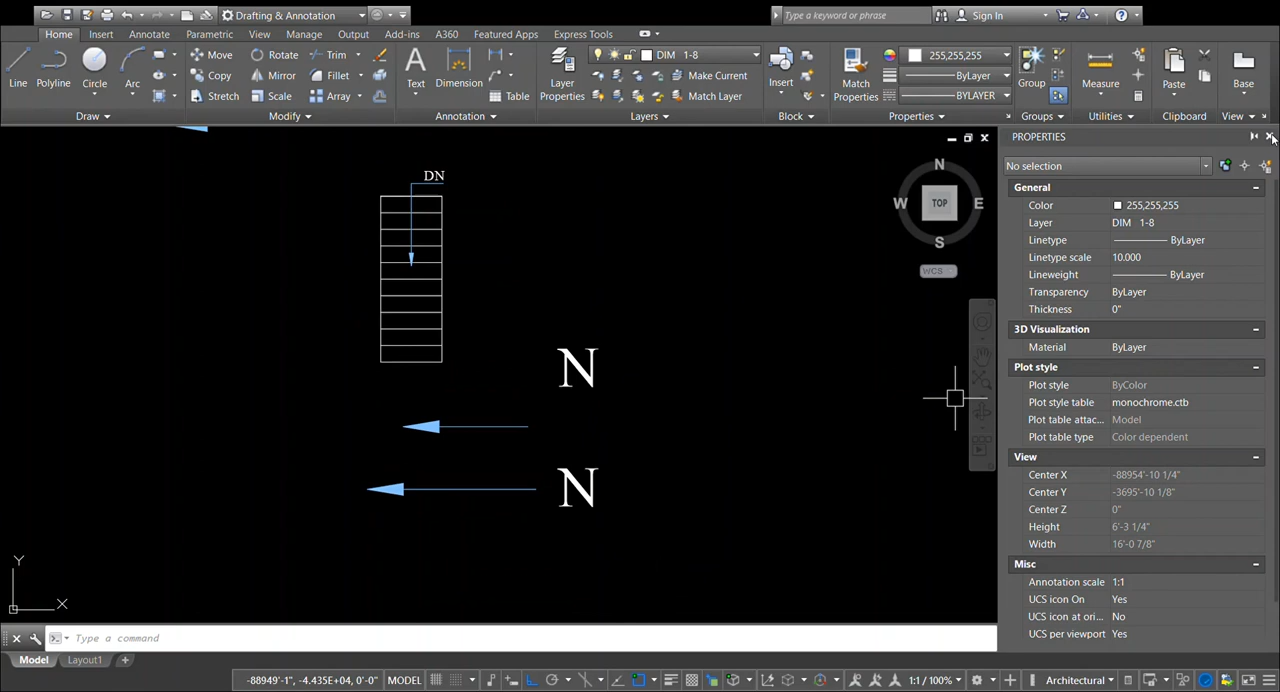 Drafting & Annotation
Type a keyword or phrase
Sign In
Home Insert Annotate Parametric View Manage Output Add-ins A360 Featured Apps Express Tools
Line Polyline Circle Arc
Move Rotate Trim
Copy Mirror Fillet
Stretch Scale Array
Text Dimension Table
Layer Properties
DIM 1-8
Make Current
Match Layer
Insert
Match Properties
255,255,255
ByLayer
BYLAYER
Group
Measure
Paste
Base
Draw Modify Annotation Layers Block Properties Groups Utilities Clipboard View
PROPERTIES
No selection
General
Color 255,255,255
Layer DIM 1-8
Linetype ByLayer
Linetype scale 10.000
Lineweight ByLayer
Transparency ByLayer
Thickness 0"
3D Visualization
Material ByLayer
Plot style
Plot style ByColor
Plot style table monochrome.ctb
Plot table attac... Model
Plot table type Color dependent
View
Center X -88954'-10 1/4"
Center Y -3695'-10 1/8"
Center Z 0"
Height 6'-3 1/4"
Width 16'-0 7/8"
Misc
Annotation scale 1:1
UCS icon On Yes
UCS icon at ori... No
UCS per viewport Yes
DN
N
W TOP E
S
WCS
N
N
Y
X
Type a command
Model Layout1 +
-88949'-1", -4.435E+04, 0'-0" MODEL 1:1 / 100% Architectural